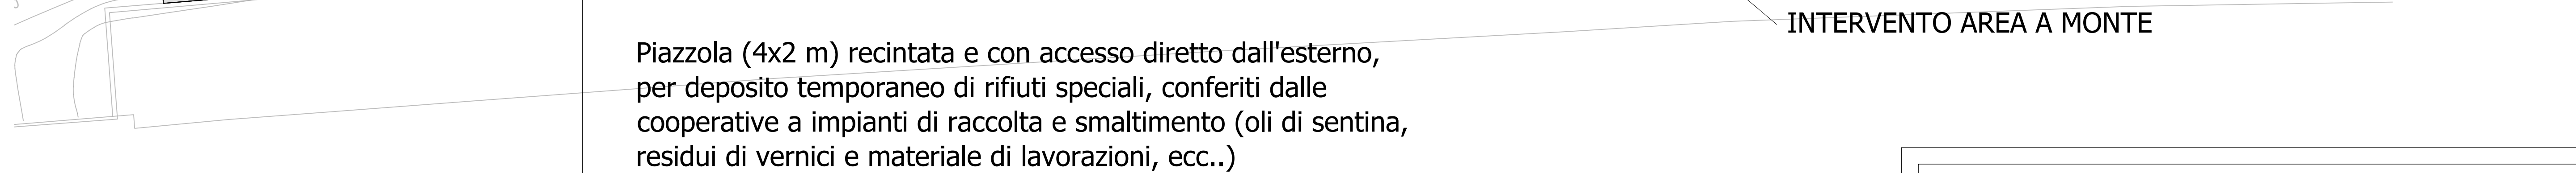 INTERVENTO AREA A MONTE
Piazzola (4x2 m) recintata e con accesso diretto dall'esterno,
per deposito temporaneo di rifiuti speciali, conferiti dalle
cooperative a impianti di raccolta e smaltimento (oli di sentina,
residui di vernici e materiale di lavorazioni, ecc..)